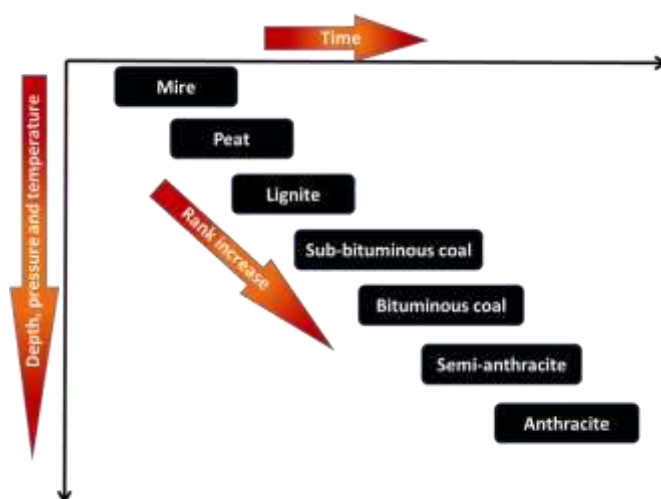 Time
Mire
Peat
Lignite
Sub-bituminous coal
Bituminous coal
Semi-anthracite
Anthracite
Rank increase
Depth, pressure and temperature